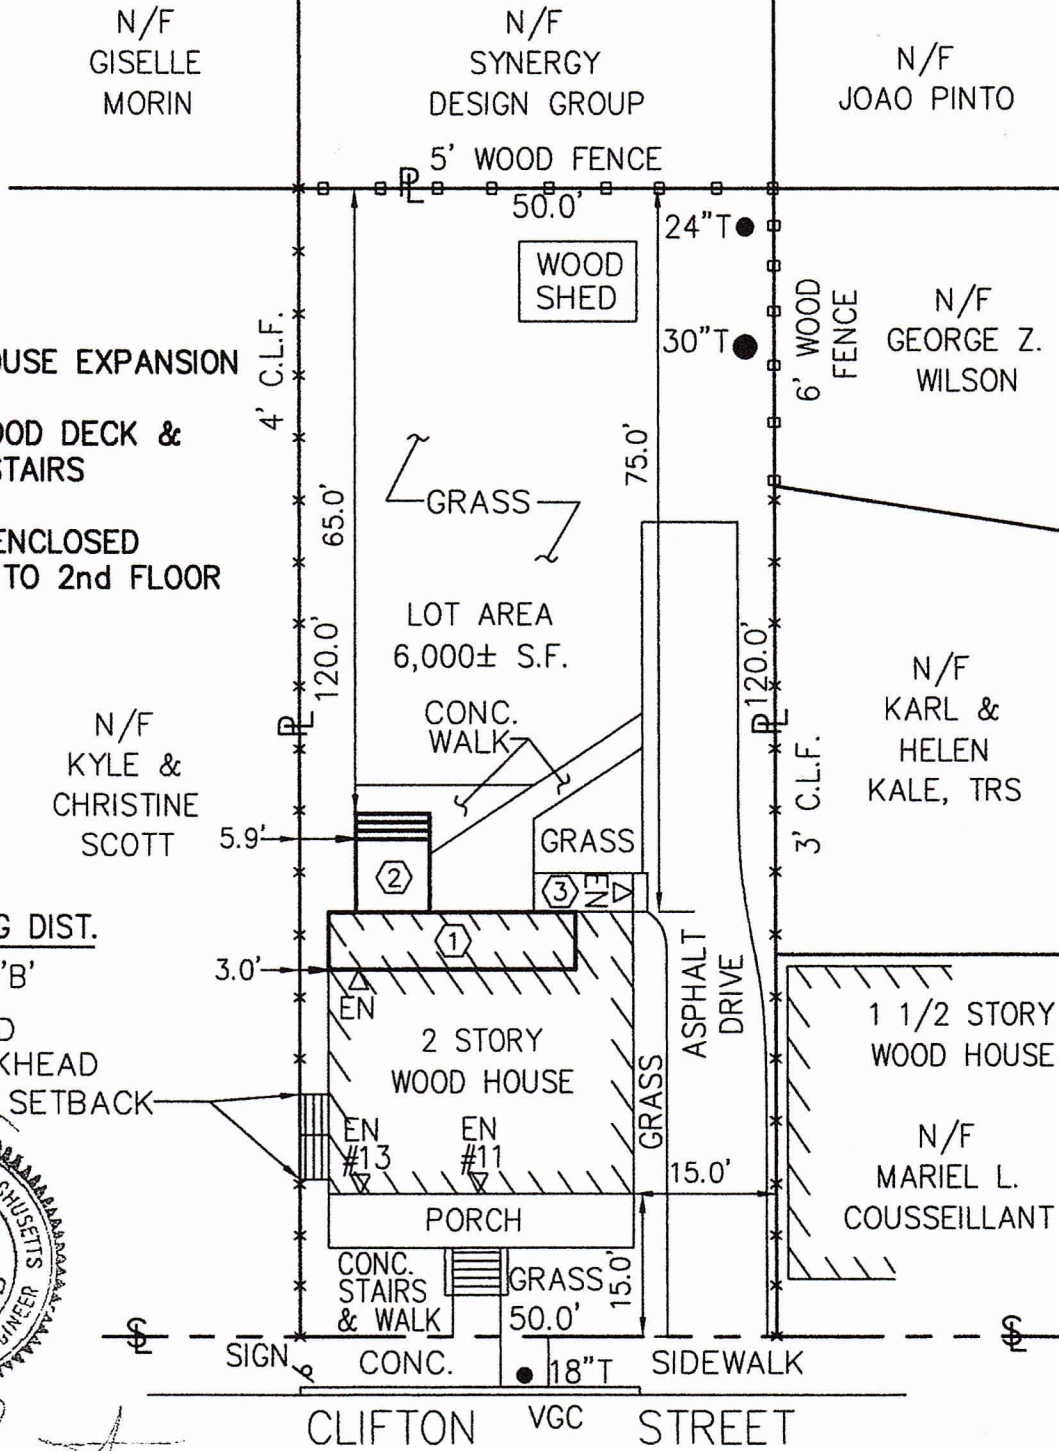 N/F
GISELLE
MORIN
N/F
SYNERGY
DESIGN GROUP
N/F
JOAO PINTO
5' WOOD FENCE
PL
50.0'
24"T
WOOD
SHED
30"T
6' WOOD
FENCE
N/F
GEORGE Z.
WILSON
4' C.L.F.
EXPANSION
DECK &
ENCLOSED
TO 2nd FLOOR
65.0'
75.0'
GRASS
LOT AREA
6,000± S.F.
120.0'
120.0'
PL
PL
N/F
KYLE &
CHRISTINE
SCOTT
CONC.
WALK
N/F
KARL &
HELEN
KALE, TRS
3' C.L.F.
5.9'
GRASS
2
3
EN
DIST.
1
3.0'
'B'
EN
ASPHALT
DRIVE
2 STORY
WOOD HOUSE
1 1/2 STORY
WOOD HOUSE
SETBACK
GRASS
EN
#13
EN
#11
N/F
MARIEL L.
COUSSEILLANT
15.0'
PORCH
CONC.
STAIRS
& WALK
GRASS
15.0'
50.0'
SL
SL
SIGN
CONC.
18"T
SIDEWALK
CLIFTON
VGC
STREET